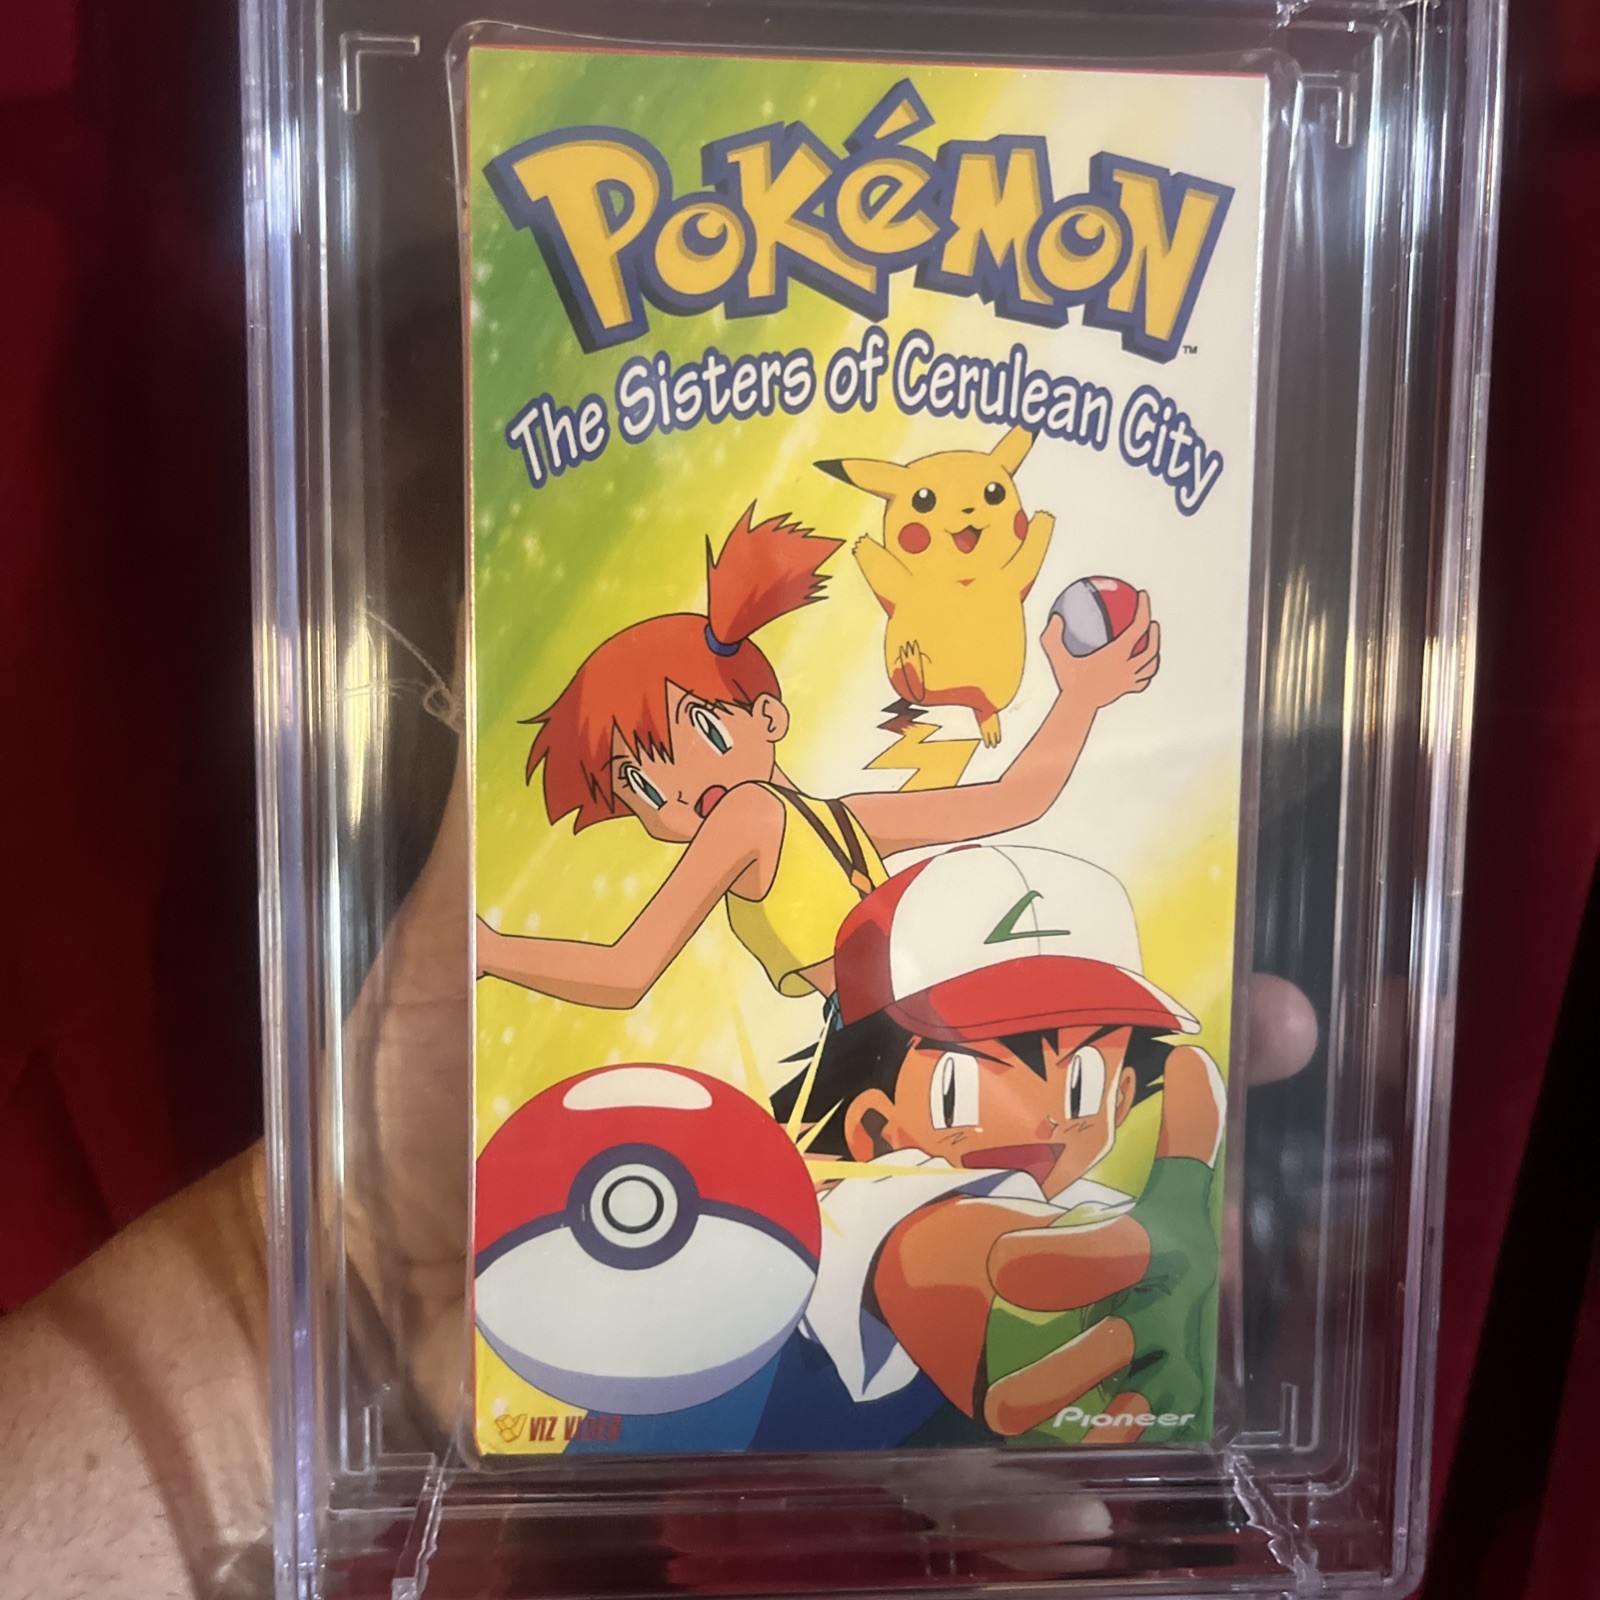 POKéMON
TM
The Sisters of Cerulean City
VIZ VIDEO
Pioneer